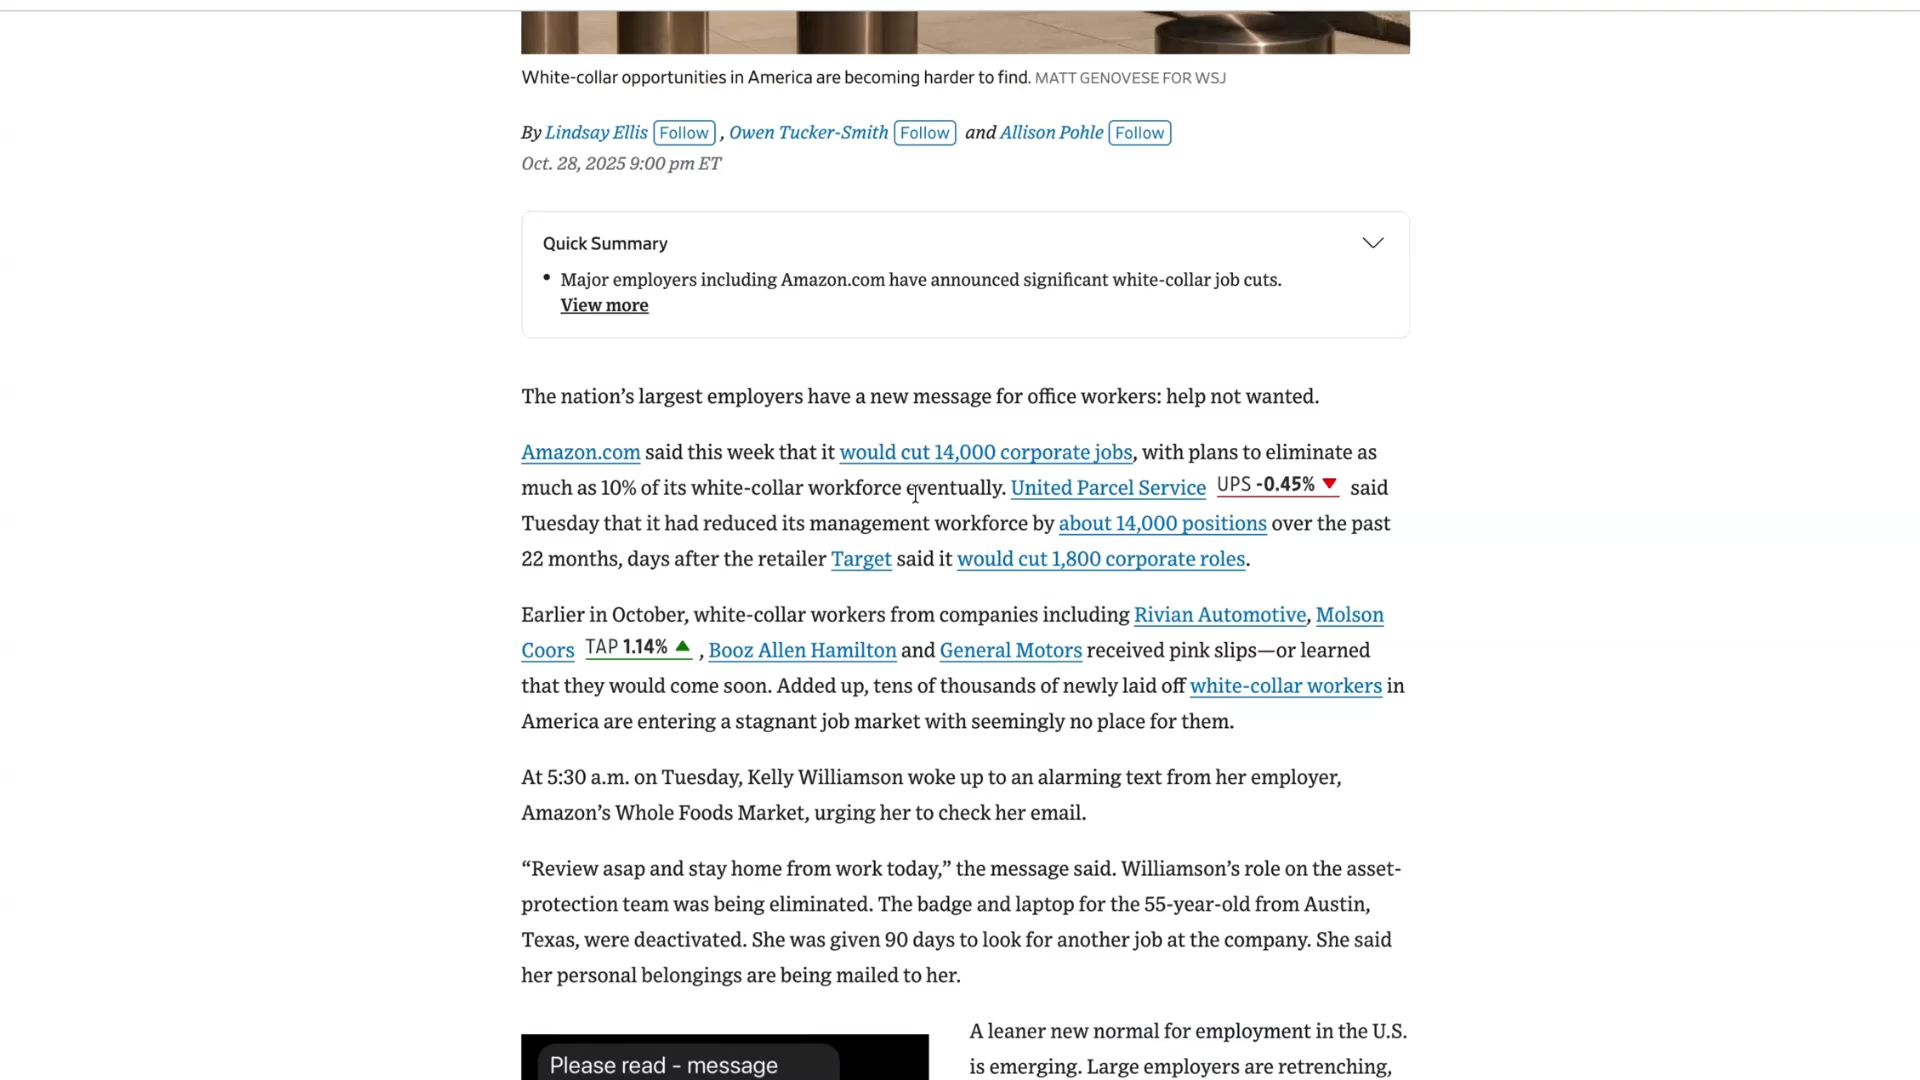 White-collar opportunities in America are becoming harder to find. MATT GENOVESE FOR WSJ
By Lindsay Ellis Follow , Owen Tucker-Smith Follow and Allison Pohle Follow
Oct. 28, 2025 9:00 pm ET
Quick Summary
• Major employers including Amazon.com have announced significant white-collar job cuts.
View more
The nation’s largest employers have a new message for office workers: help not wanted.
Amazon.com said this week that it would cut 14,000 corporate jobs, with plans to eliminate as
much as 10% of its white-collar workforce eventually. United Parcel Service UPS -0.45% ▼ said
Tuesday that it had reduced its management workforce by about 14,000 positions over the past
22 months, days after the retailer Target said it would cut 1,800 corporate roles.
Earlier in October, white-collar workers from companies including Rivian Automotive, Molson
Coors TAP 1.14% ▲ , Booz Allen Hamilton and General Motors received pink slips—or learned
that they would come soon. Added up, tens of thousands of newly laid off white-collar workers in
America are entering a stagnant job market with seemingly no place for them.
At 5:30 a.m. on Tuesday, Kelly Williamson woke up to an alarming text from her employer,
Amazon’s Whole Foods Market, urging her to check her email.
“Review asap and stay home from work today,” the message said. Williamson’s role on the asset-
protection team was being eliminated. The badge and laptop for the 55-year-old from Austin,
Texas, were deactivated. She was given 90 days to look for another job at the company. She said
her personal belongings are being mailed to her.
Please read - message
A leaner new normal for employment in the U.S.
is emerging. Large employers are retrenching,